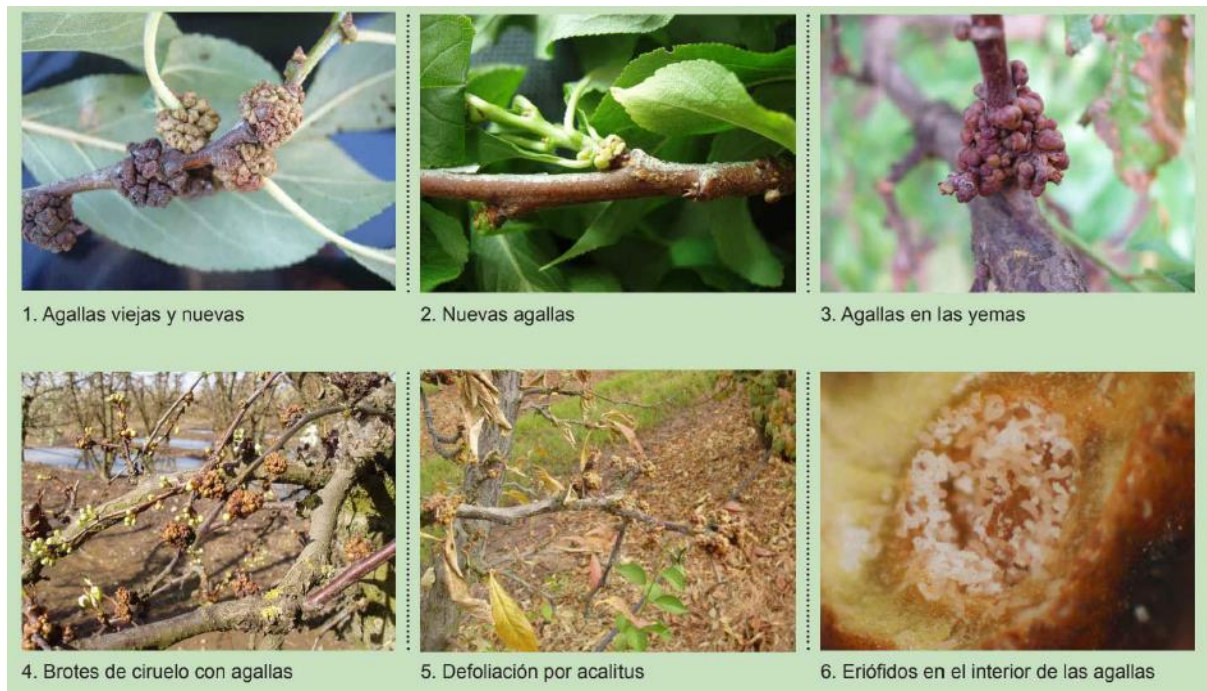 1. Agallas viejas y nuevas
2. Nuevas agallas
3. Agallas en las yemas
4. Brotes de ciruelo con agallas
5. Defoliación por acalitus
6. Eriófidos en el interior de las agallas